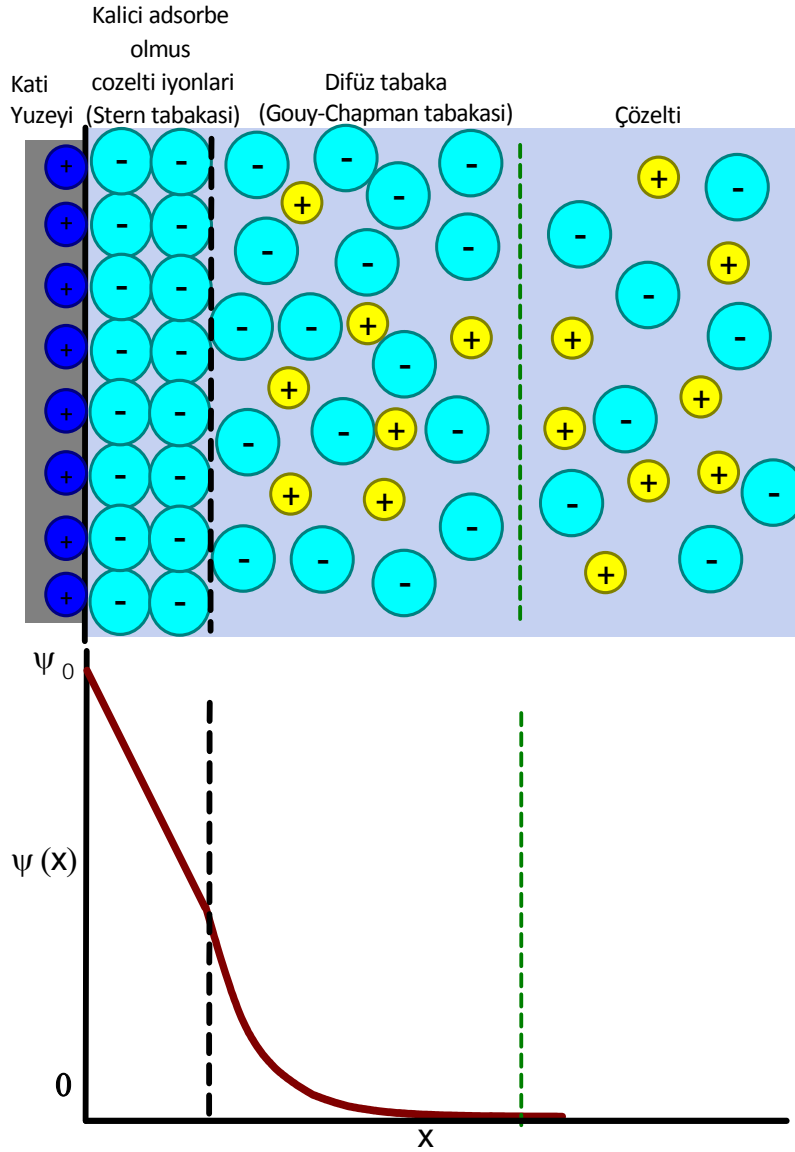 Kalici adsorbe
olmus
cozelti iyonlari
(Stern tabakasi)
Kati
Yuzeyi
Difüz tabaka
(Gouy-Chapman tabakasi)
Çözelti
+ - - - - - +
+ - - - - - + -
+ - - - - +
+ - - - + + + -
+ - - + - +
+ - - - - + - + -
+ - - + + - + + -
+ - - - - - - + -
+ - -
ψ 0
ψ (x)
0
x